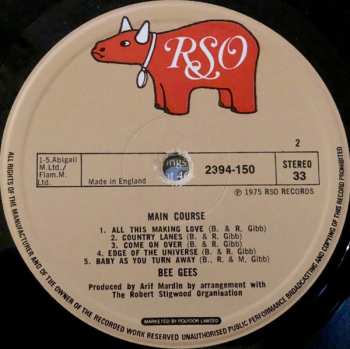 RSO
2
1-5.Abigail
M.Ltd./
Flam.M.
Ltd.
Made in England
2394-150
STEREO
33
℗ 1975 RSO RECORDS
MAIN COURSE
1. ALL THIS MAKING LOVE (B. & R. Gibb)
2. COUNTRY LANES (B. & R. Gibb)
3. COME ON OVER (B. & R. Gibb)
4. EDGE OF THE UNIVERSE (B. & R. Gibb)
5. BABY AS YOU TURN AWAY (B., R. & M. Gibb)
BEE GEES
Produced by Arif Mardin by arrangement with
The Robert Stigwood Organisation
MARKETED BY POLYDOR LIMITED
ALL RIGHTS OF THE MANUFACTURER AND OF THE OWNER OF THE RECORDED WORK RESERVED UNAUTHORISED PUBLIC PERFORMANCE BROADCASTING AND COPYING OF THIS RECORD PROHIBITED